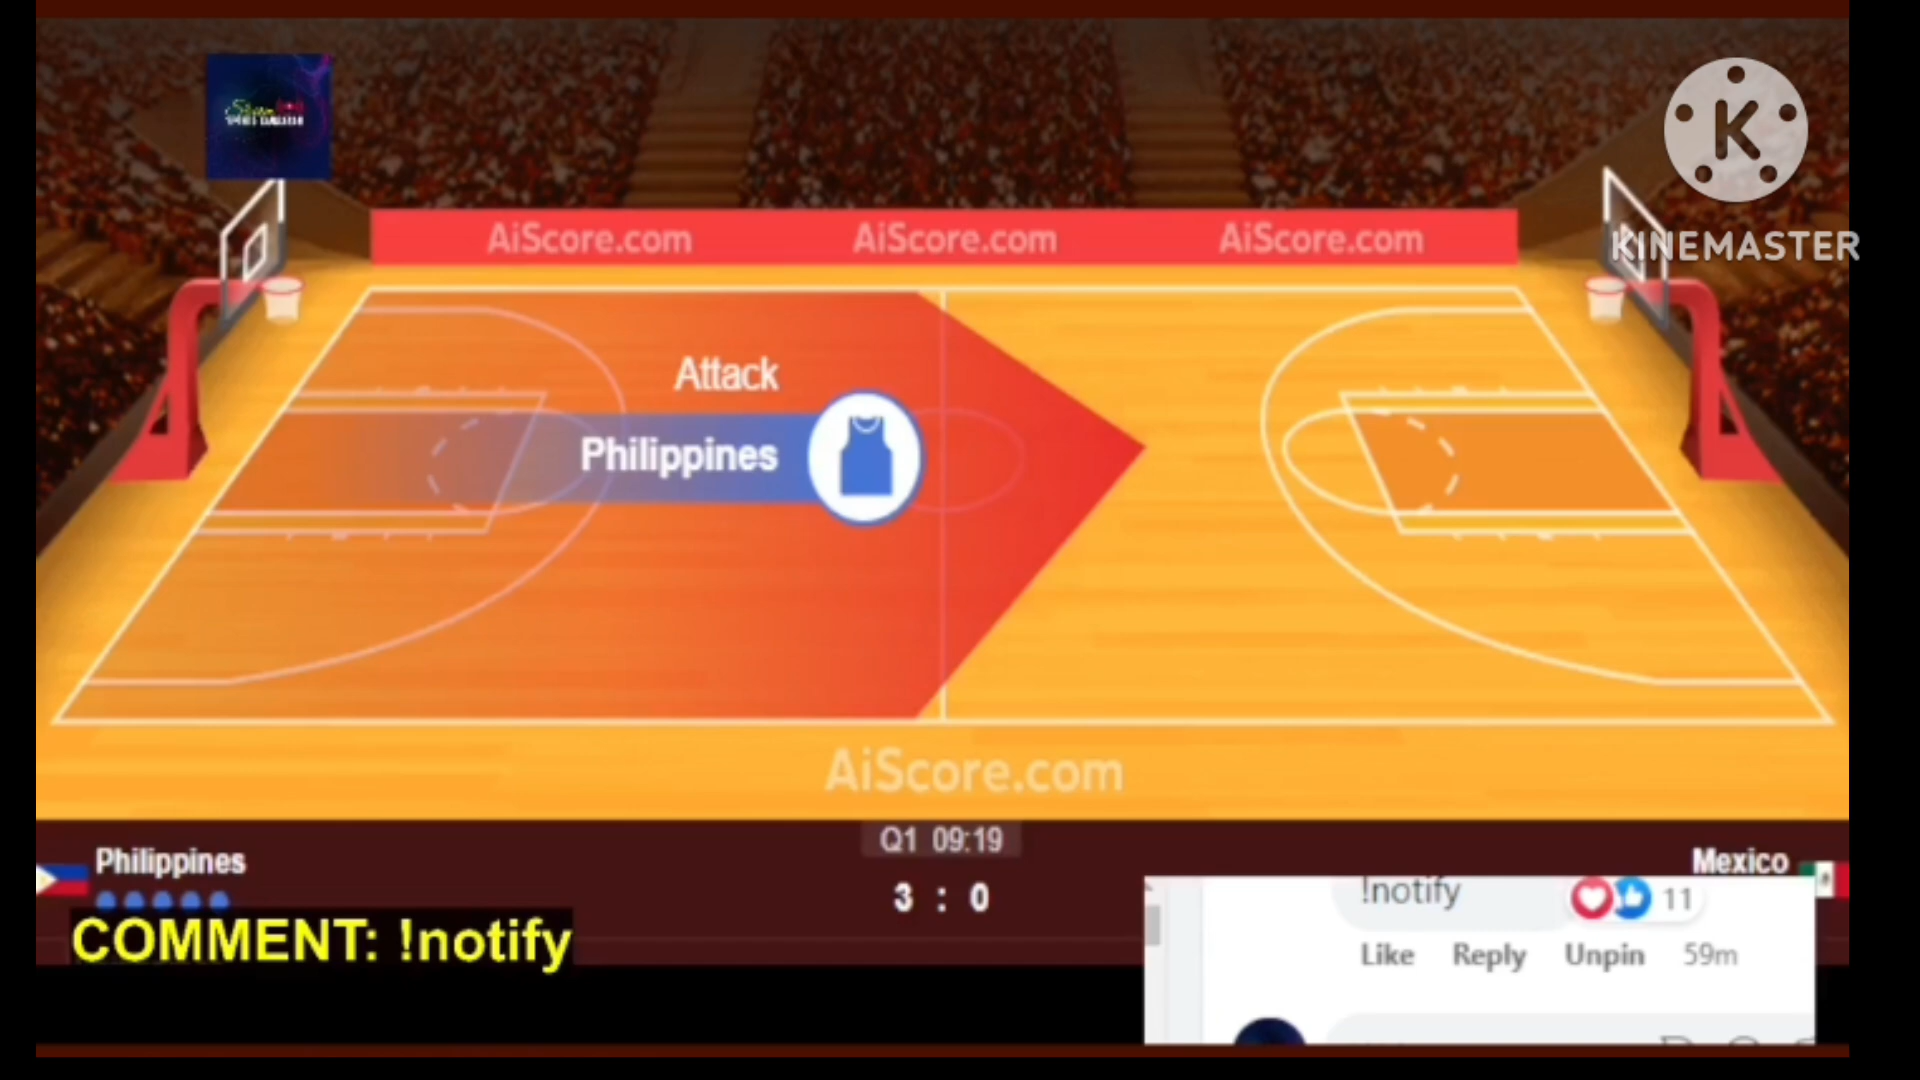 AiScore.com AiScore.com AiScore.com
K
KINEMASTER
Attack
Philippines
AiScore.com
Q1 09:19
Philippines
3 : 0
Mexico
COMMENT: !notify
!notify
11
Like Reply Unpin 59m